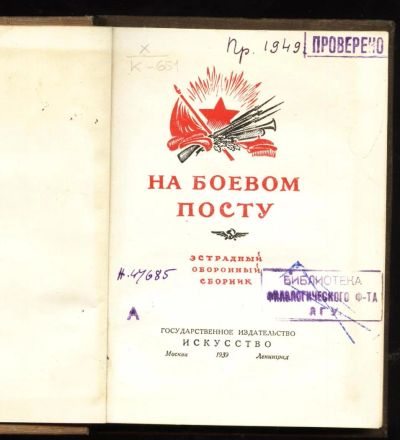 Х
К-651
Пр. 1949
ПРОВЕРЕНО
НА БОЕВОМ
ПОСТУ
ЭСТРАДНЫЙ
ОБОРОННЫЙ
СБОРНИК
И-47685
БИБЛИОТЕКА
ФИЛОЛОГИЧЕСКОГО Ф-ТА
ЛГУ
А
ГОСУДАРСТВЕННОЕ ИЗДАТЕЛЬСТВО
ИСКУССТВО
Москва 1939 Ленинград